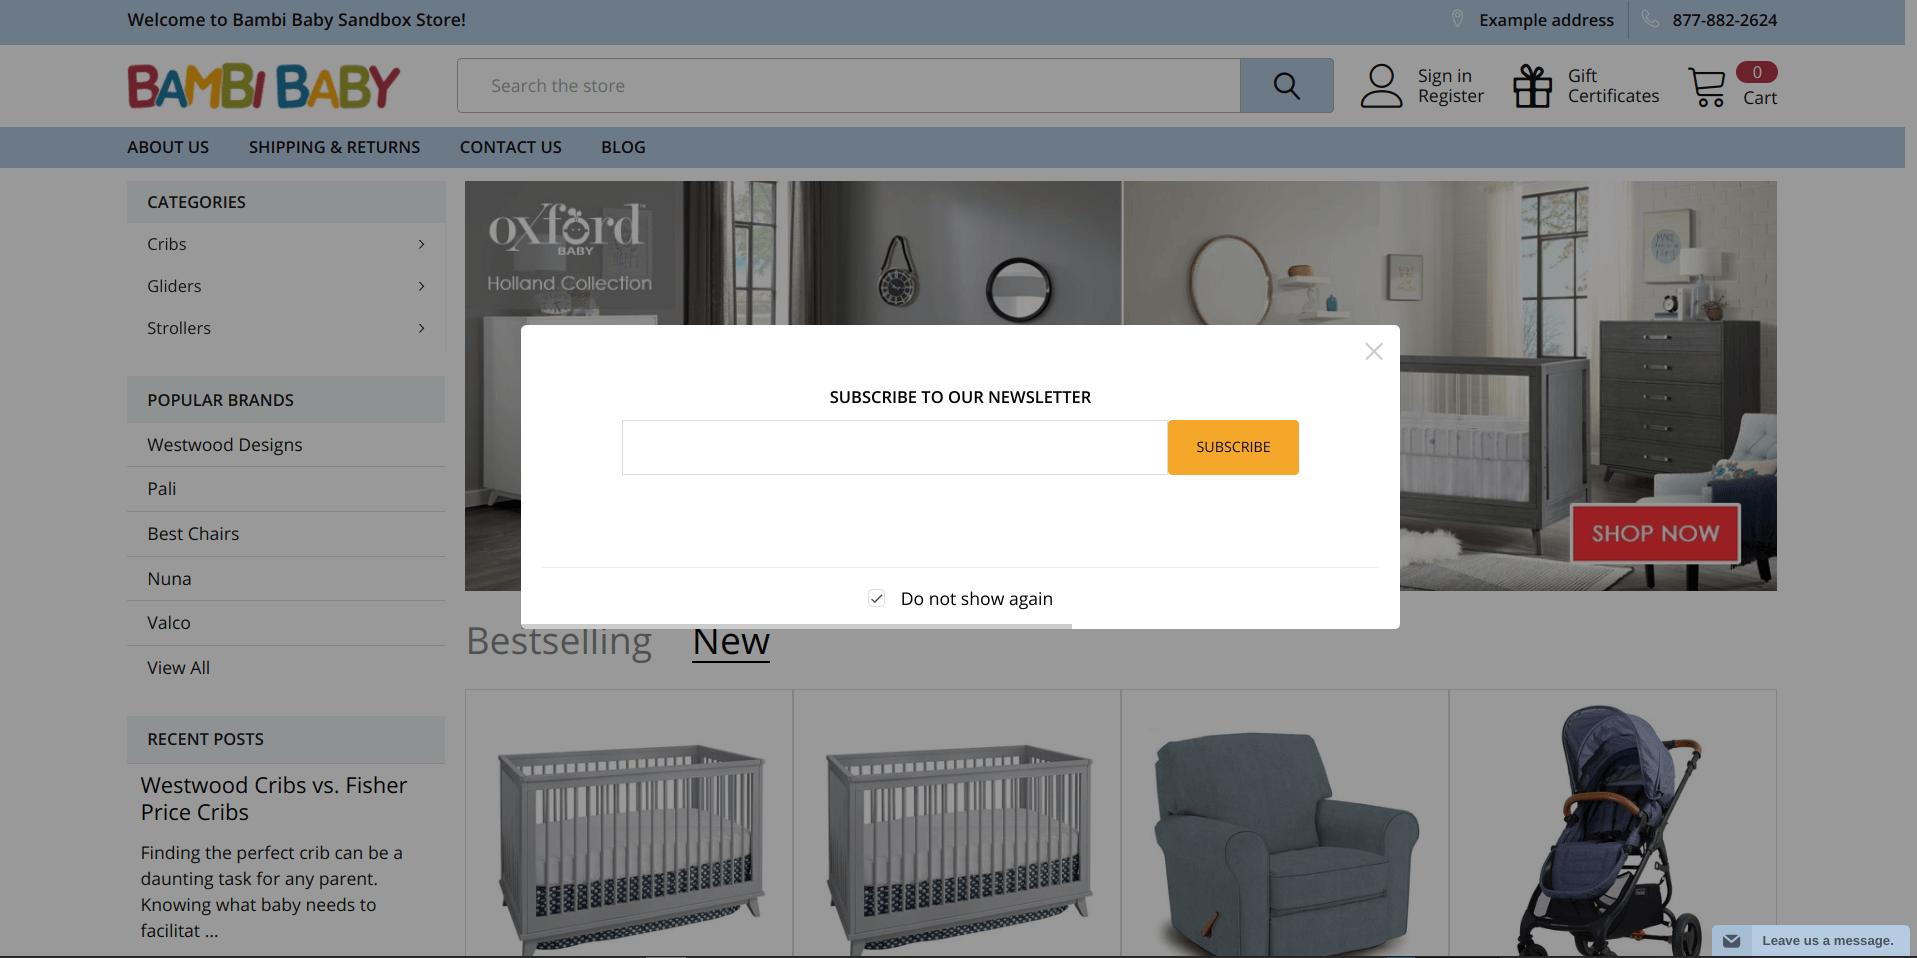 Welcome to Bambi Baby Sandbox Store!
Example address
877-882-2624
BAMBI BABY
Search the store
Sign in
Register
Gift
Certificates
0
Cart
ABOUT US
SHIPPING & RETURNS
CONTACT US
BLOG
CATEGORIES
Cribs
Gliders
Strollers
POPULAR BRANDS
Westwood Designs
Pali
Best Chairs
Nuna
Valco
View All
RECENT POSTS
Westwood Cribs vs. Fisher
Price Cribs
Finding the perfect crib can be a
daunting task for any parent.
Knowing what baby needs to
facilitat ...
oxford
BABY
Holland Collection
SHOP NOW
SUBSCRIBE TO OUR NEWSLETTER
SUBSCRIBE
Do not show again
Bestselling
New
Leave us a message.